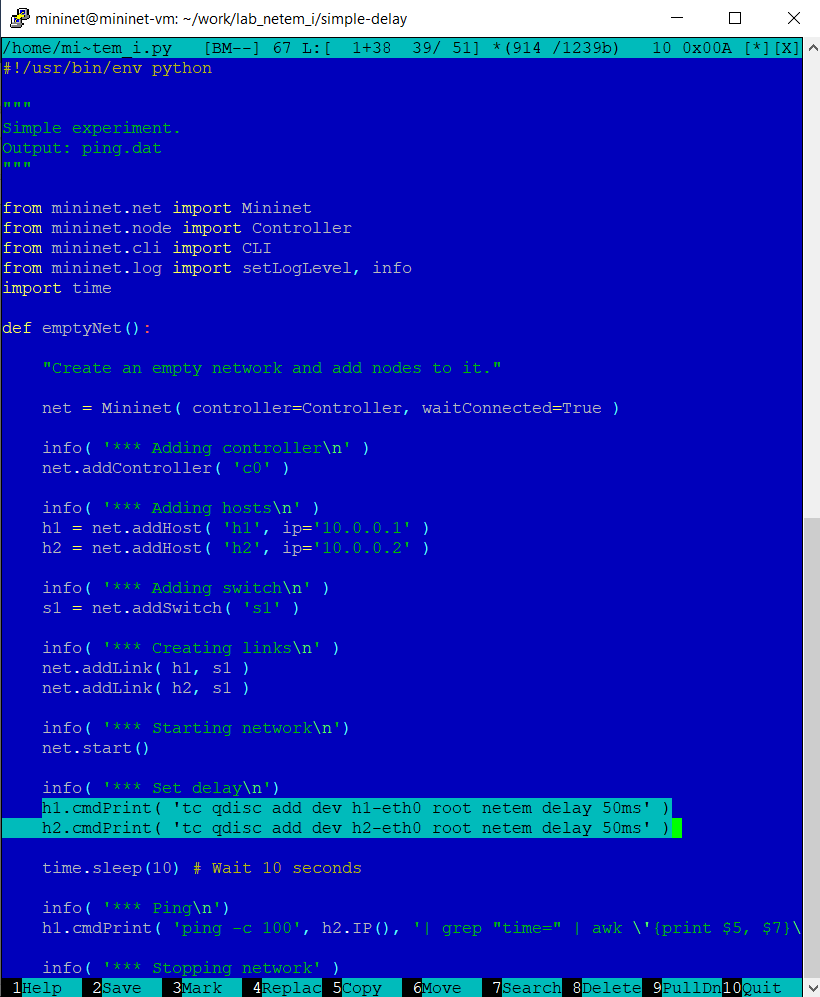 mininet@mininet-vm: ~/work/lab_netem_i/simple-delay
/home/mi~tem_i.py   [BM--] 67 L:[  1+38  39/ 51] *(914 /1239b)   10 0x00A [*][X]
#!/usr/bin/env python
"""
Simple experiment.
Output: ping.dat
"""
from mininet.net import Mininet
from mininet.node import Controller
from mininet.cli import CLI
from mininet.log import setLogLevel, info
import time
def emptyNet():
    "Create an empty network and add nodes to it."
    net = Mininet( controller=Controller, waitConnected=True )
    info( '*** Adding controller\n' )
    net.addController( 'c0' )
    info( '*** Adding hosts\n' )
    h1 = net.addHost( 'h1', ip='10.0.0.1' )
    h2 = net.addHost( 'h2', ip='10.0.0.2' )
    info( '*** Adding switch\n' )
    s1 = net.addSwitch( 's1' )
    info( '*** Creating links\n' )
    net.addLink( h1, s1 )
    net.addLink( h2, s1 )
    info( '*** Starting network\n')
    net.start()
    info( '*** Set delay\n')
    h1.cmdPrint( 'tc qdisc add dev h1-eth0 root netem delay 50ms' )
    h2.cmdPrint( 'tc qdisc add dev h2-eth0 root netem delay 50ms' )
    time.sleep(10) # Wait 10 seconds
    info( '*** Ping\n')
    h1.cmdPrint( 'ping -c 100', h2.IP(), '| grep "time=" | awk \'{print $5, $7}\
    info( '*** Stopping network' )
 1Help   2Save   3Mark   4Replac 5Copy   6Move   7Search 8Delete 9PullDn10Quit